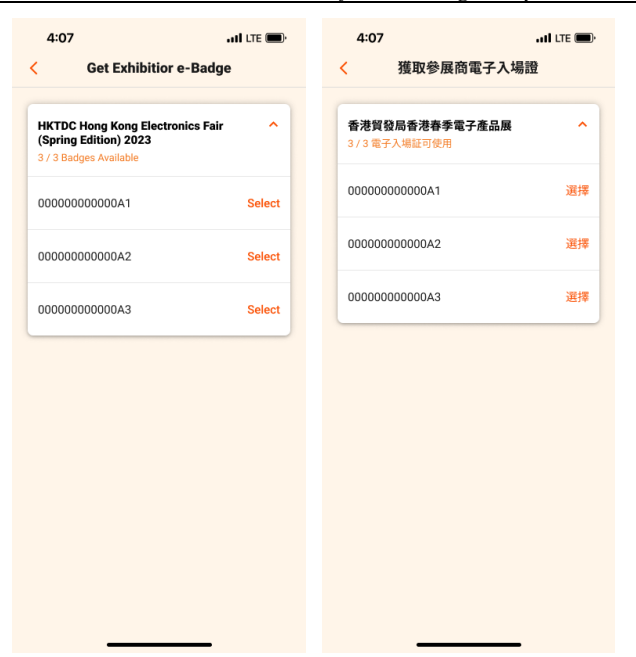 4:07
LTE
Get Exhibitior e-Badge
HKTDC Hong Kong Electronics Fair
(Spring Edition) 2023
3 / 3 Badges Available
000000000000A1
Select
000000000000A2
Select
000000000000A3
Select
4:07
LTE
獲取參展商電子入場證
香港貿發局香港春季電子產品展
3 / 3 電子入場証可使用
000000000000A1
選擇
000000000000A2
選擇
000000000000A3
選擇